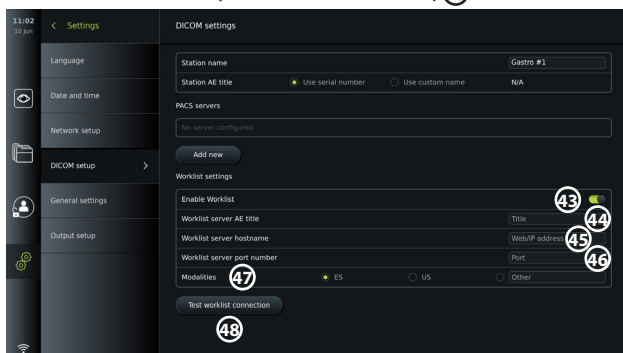 11:02
10 Jun
Settings
DICOM settings
Language
Date and time
Network setup
DICOM setup
General settings
Output setup
Station name Gastro #1
Station AE title Use serial number Use custom name N/A
PACS servers
No server configured
Add new
Worklist settings
Enable Worklist 43
Worklist server AE title Title 44
Worklist server hostname Web/IP address 45
Worklist server port number Port 46
Modalities 47 ES US Other
Test worklist connection
48